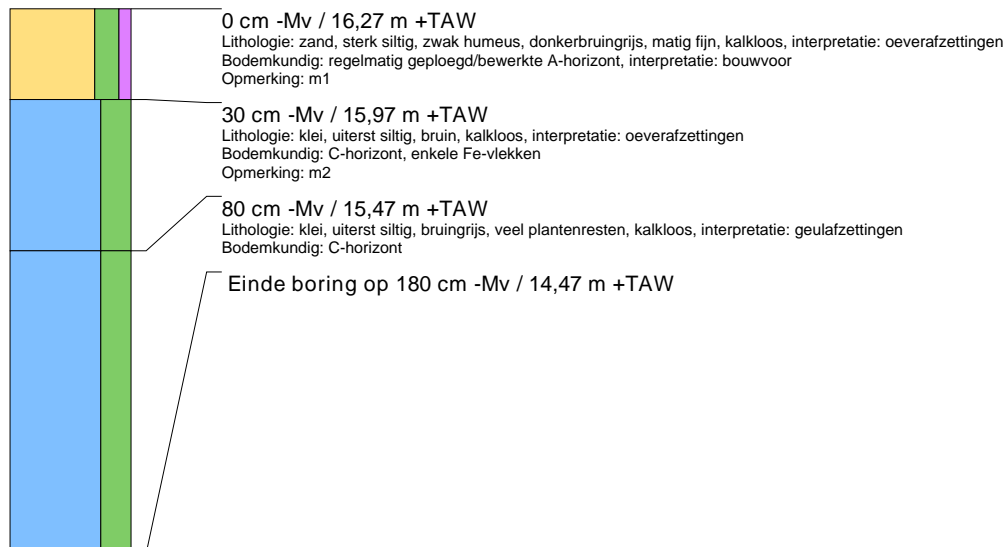 0 cm -Mv / 16,27 m +TAW
Lithologie: zand, sterk siltig, zwak humeus, donkerbruingrijs, matig fijn, kalkloos, interpretatie: oeverafzettingen
Bodemkundig: regelmatig geploegd/bewerkte A-horizont, interpretatie: bouwvoor
Opmerking: m1
30 cm -Mv / 15,97 m +TAW
Lithologie: klei, uiterst siltig, bruin, kalkloos, interpretatie: oeverafzettingen
Bodemkundig: C-horizont, enkele Fe-vlekken
Opmerking: m2
80 cm -Mv / 15,47 m +TAW
Lithologie: klei, uiterst siltig, bruingrijs, veel plantenresten, kalkloos, interpretatie: geulafzettingen
Bodemkundig: C-horizont
Einde boring op 180 cm -Mv / 14,47 m +TAW